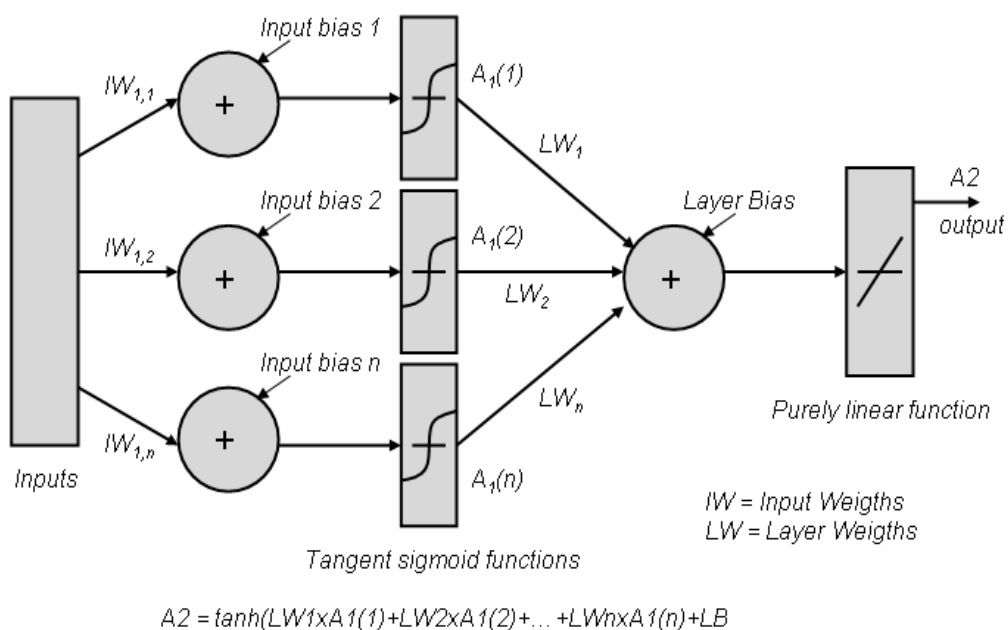 Input bias 1
IW1,1
+
A1(1)
LW1
Input bias 2
IW1,2
+
A1(2)
LW2
Layer Bias
+
A2
output
Input bias n
IW1,n
+
LWn
A1(n)
Purely linear function
Inputs
IW = Input Weigths
LW = Layer Weigths
Tangent sigmoid functions
A2 = tanh(LW1xA1(1)+LW2xA1(2)+... +LWnxA1(n)+LB